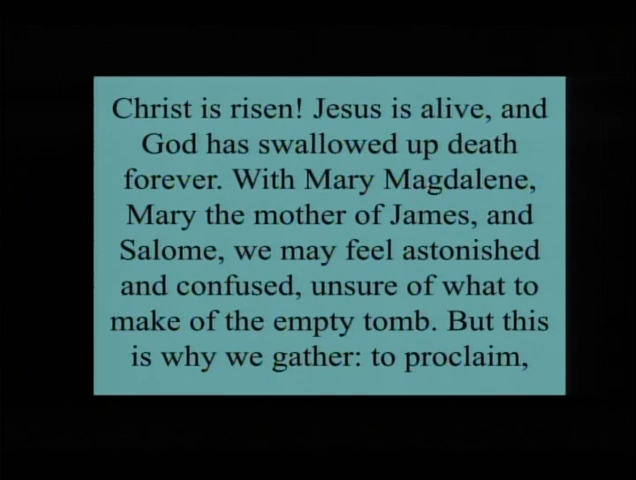 Christ is risen! Jesus is alive, and
God has swallowed up death
forever. With Mary Magdalene,
Mary the mother of James, and
Salome, we may feel astonished
and confused, unsure of what to
make of the empty tomb. But this
is why we gather: to proclaim,